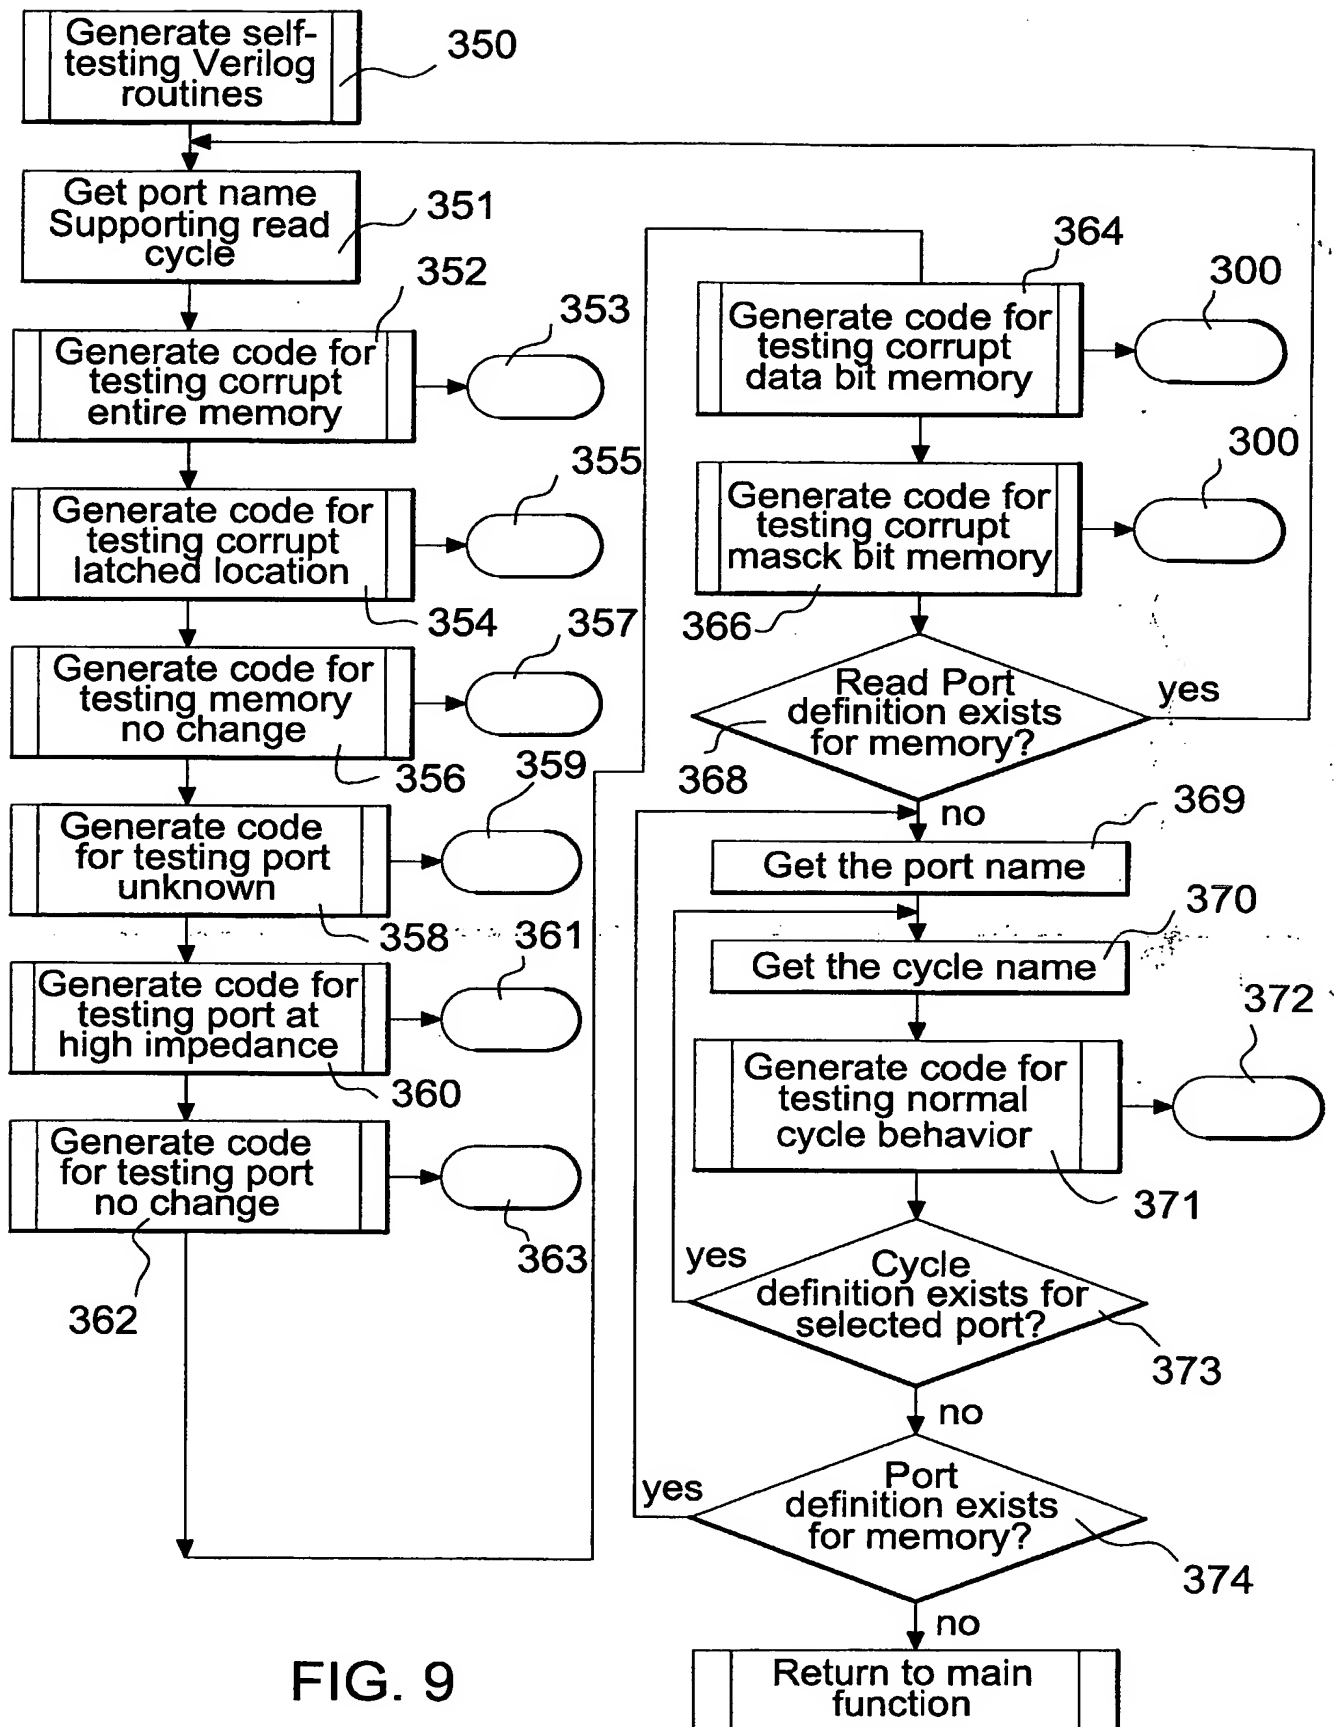 Generate self-
testing Verilog
routines
350
Get port name
Supporting read
cycle
351
352
Generate code for
testing corrupt
entire memory
353
Generate code for
testing corrupt
latched location
355
354
Generate code for
testing memory
no change
357
356
Generate code
for testing port
unknown
359
358
Generate code for
testing port at
high impedance
361
360
Generate code
for testing port
no change
363
362
364
Generate code for
testing corrupt
data bit memory
300
Generate code for
testing corrupt
masck bit memory
300
366
Read Port
definition exists
for memory?
yes
368
no
369
Get the port name
370
Get the cycle name
Generate code for
testing normal
cycle behavior
372
371
Cycle
definition exists for
selected port?
yes
373
no
Port
definition exists
for memory?
yes
374
no
Return to main
function
FIG. 9